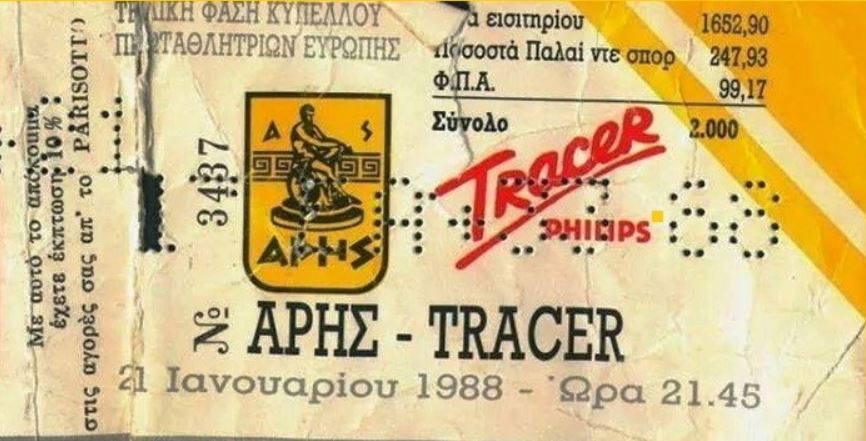 ΤΕΛΙΚΗ ΦΑΣΗ ΚΥΠΕΛΛΟΥ
ΠΡΩΤΑΘΛΗΤΡΙΩΝ ΕΥΡΩΠΗΣ
εισιτηρίου 1652,90
Ποσοστά Παλαί ντε σπορ 247,93
Φ.Π.Α. 99,17
Σύνολο 2.000
Με αυτό το απόκομμα
έχετε έκπτωση 10%
στις αγορές σας απ' το PARISOTTO
Νο 3437
Α Σ
ΑΡΗΣ
TRACER
PHILIPS
ΑΡΗΣ - TRACER
21 Ιανουαρίου 1988 - Ώρα 21.45